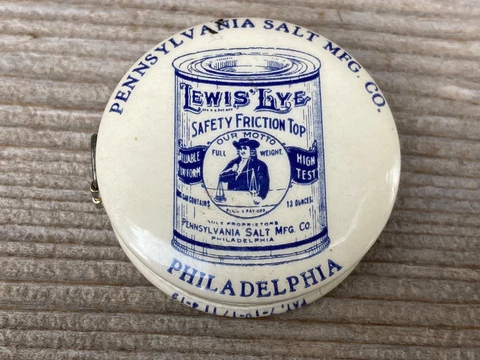 PENNSYLVANIA SALT MFG. CO.
LEWIS' LYE
SAFETY FRICTION TOP
OUR MOTTO
FULL WEIGHT.
HIGH
TEST
CONTAINS 13 OUNCES.
SOLE PROPRIETORS
PENNSYLVANIA SALT MFG. CO.
PHILADELPHIA
PHILADELPHIA